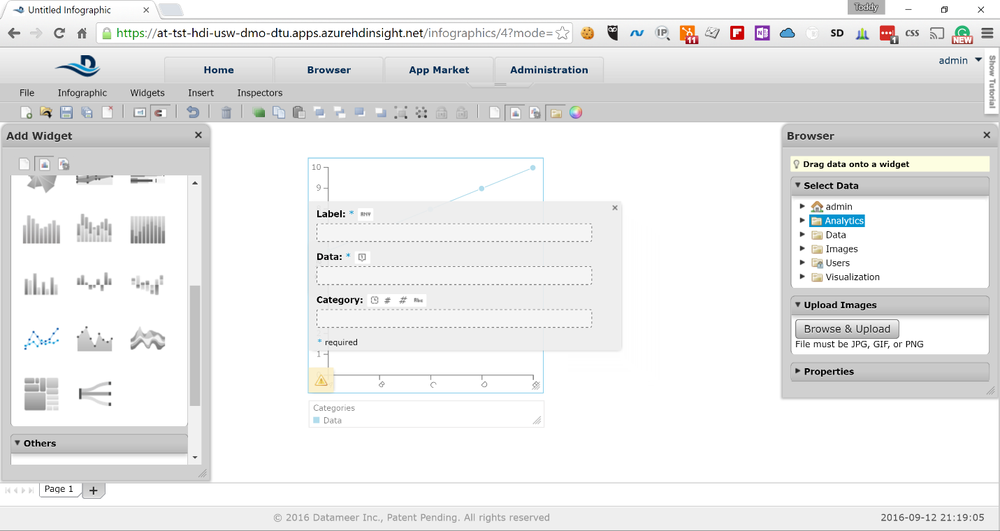 Untitled Infographic
Toddy
https://at-tst-hdi-usw-dmo-dtu.apps.azurehdinsight.net/infographics/4?mode=
IP
11
F
N
SD
1
CSS
NEW
D
Home
Browser
App Market
Administration
admin
Show Tutorial
File
Infographic
Widgets
Insert
Inspectors
Add Widget
Others
10
9
Label: *
ANY
Data: *
Category:
# # Abc
* required
1
B
C
D
Categories
Data
Browser
Drag data onto a widget
Select Data
admin
Analytics
Data
Images
Users
Visualization
Upload Images
Browse & Upload
File must be JPG, GIF, or PNG
Properties
Page 1
+
© 2016 Datameer Inc., Patent Pending. All rights reserved
2016-09-12 21:19:05